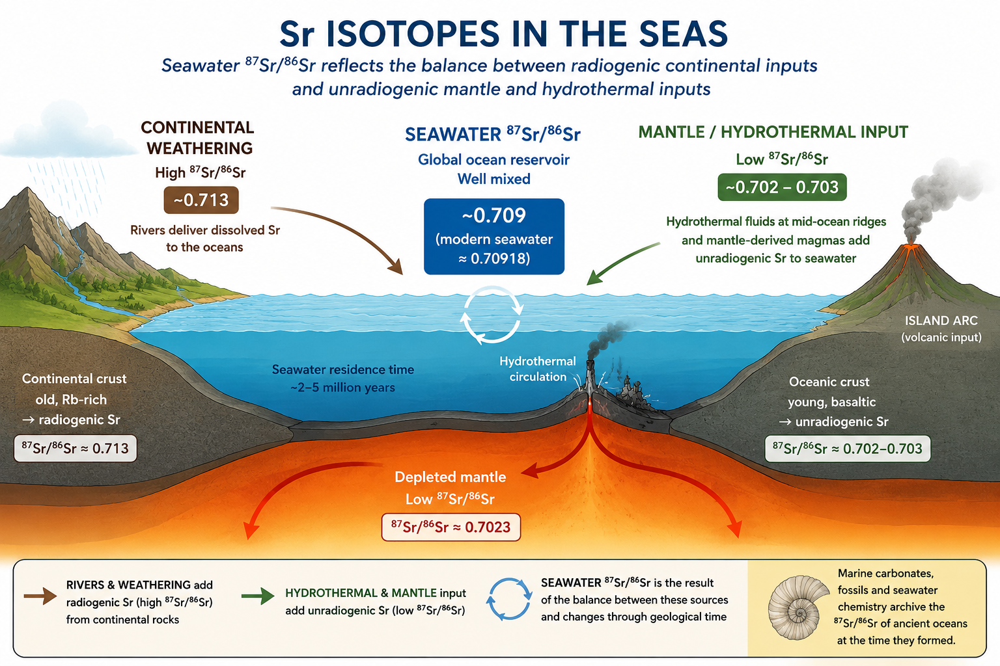 Sr ISOTOPES IN THE SEAS
Seawater ⁸⁷Sr/⁸⁶Sr reflects the balance between radiogenic continental inputs
and unradiogenic mantle and hydrothermal inputs
CONTINENTAL
WEATHERING
High ⁸⁷Sr/⁸⁶Sr
~0.713
Rivers deliver dissolved Sr
to the oceans
SEAWATER ⁸⁷Sr/⁸⁶Sr
Global ocean reservoir
Well mixed
~0.709
(modern seawater
≈ 0.70918)
MANTLE / HYDROTHERMAL INPUT
Low ⁸⁷Sr/⁸⁶Sr
~0.702 – 0.703
Hydrothermal fluids at mid-ocean ridges
and mantle-derived magmas add
unradiogenic Sr to seawater
ISLAND ARC
(volcanic input)
Continental crust
old, Rb-rich
→ radiogenic Sr
⁸⁷Sr/⁸⁶Sr ≈ 0.713
Seawater residence time
~2–5 million years
Hydrothermal
circulation
Oceanic crust
young, basaltic
→ unradiogenic Sr
⁸⁷Sr/⁸⁶Sr ≈ 0.702–0.703
Depleted mantle
Low ⁸⁷Sr/⁸⁶Sr
⁸⁷Sr/⁸⁶Sr ≈ 0.7023
RIVERS & WEATHERING add
radiogenic Sr (high ⁸⁷Sr/⁸⁶Sr)
from continental rocks
HYDROTHERMAL & MANTLE input
add unradiogenic Sr (low ⁸⁷Sr/⁸⁶Sr)
SEAWATER ⁸⁷Sr/⁸⁶Sr is the result
of the balance between these sources
and changes through geological time
Marine carbonates,
fossils and seawater
chemistry archive the
⁸⁷Sr/⁸⁶Sr of ancient oceans
at the time they formed.